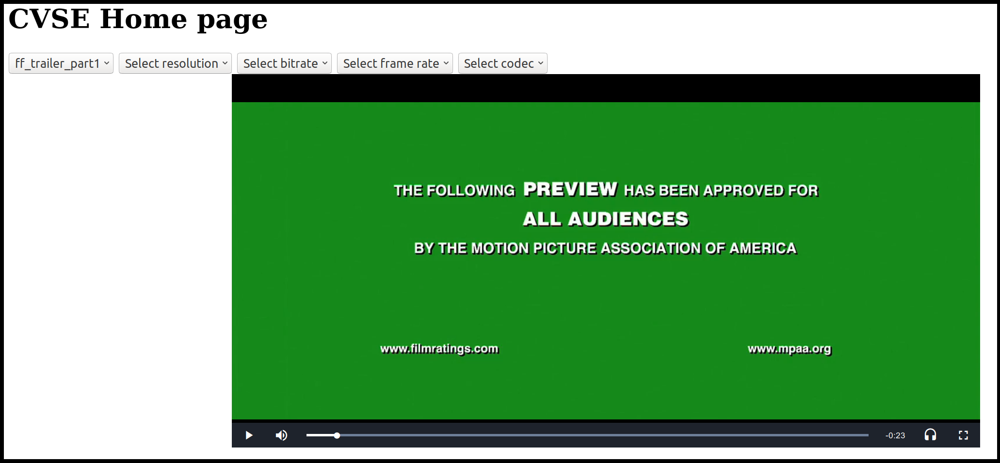 CVSE Home page
ff_trailer_part1 Select resolution Select bitrate Select frame rate Select codec
THE FOLLOWING PREVIEW HAS BEEN APPROVED FOR
ALL AUDIENCES
BY THE MOTION PICTURE ASSOCIATION OF AMERICA
www.filmratings.com www.mpaa.org
-0:23